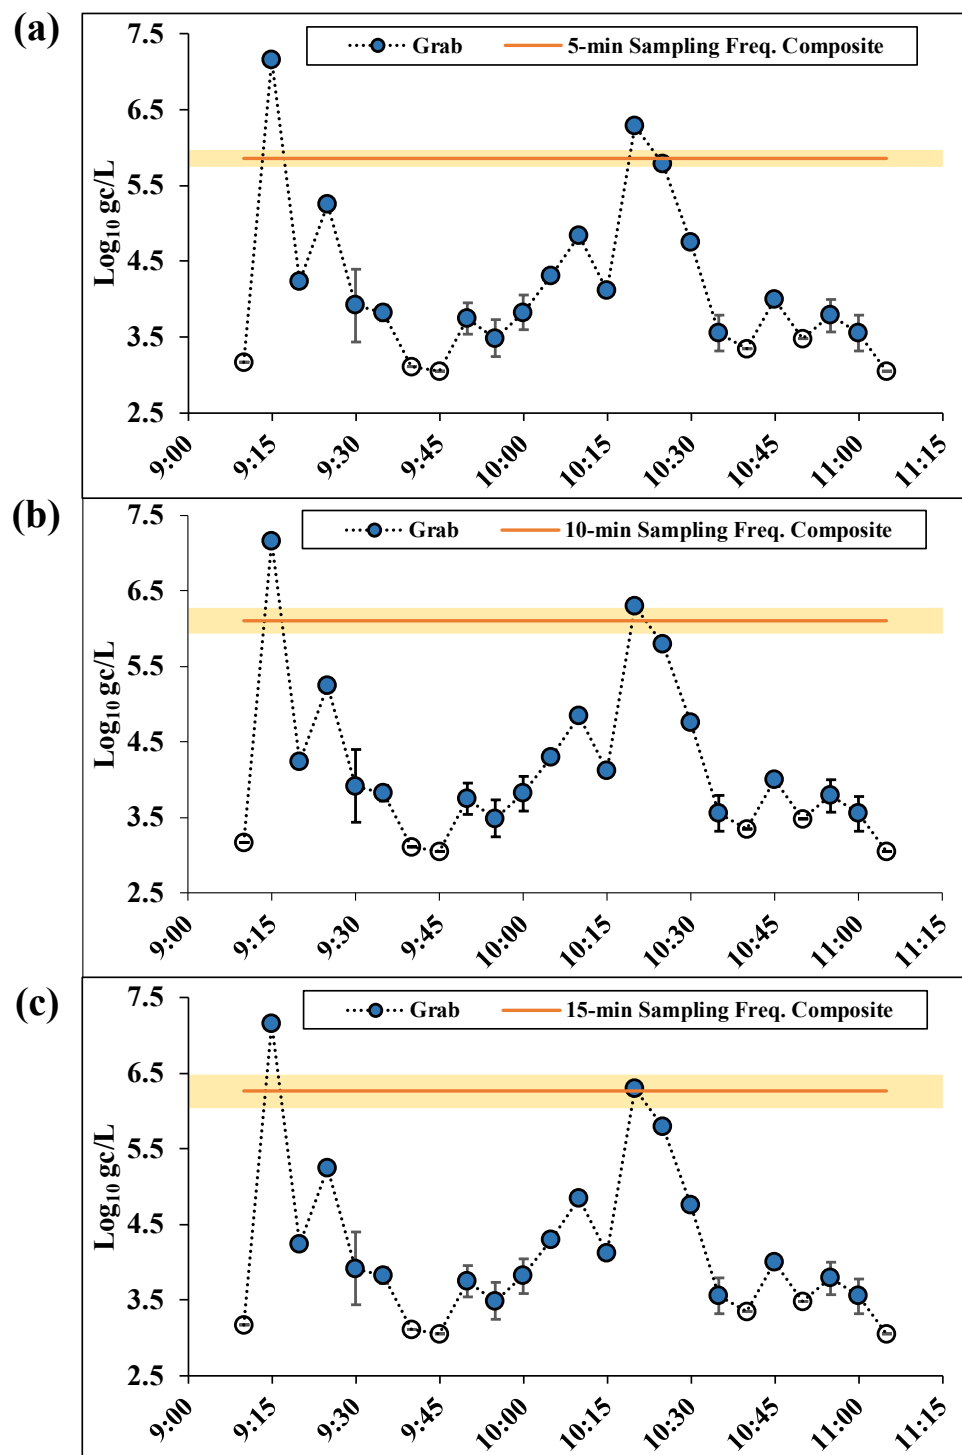 (a)
Grab 5-min Sampling Freq. Composite
Log₁₀ gc/L
7.5
6.5
5.5
4.5
3.5
2.5
9:00 9:15 9:30 9:45 10:00 10:15 10:30 10:45 11:00 11:15
(b)
Grab 10-min Sampling Freq. Composite
Log₁₀ gc/L
7.5
6.5
5.5
4.5
3.5
2.5
9:00 9:15 9:30 9:45 10:00 10:15 10:30 10:45 11:00 11:15
(c)
Grab 15-min Sampling Freq. Composite
Log₁₀ gc/L
7.5
6.5
5.5
4.5
3.5
2.5
9:00 9:15 9:30 9:45 10:00 10:15 10:30 10:45 11:00 11:15